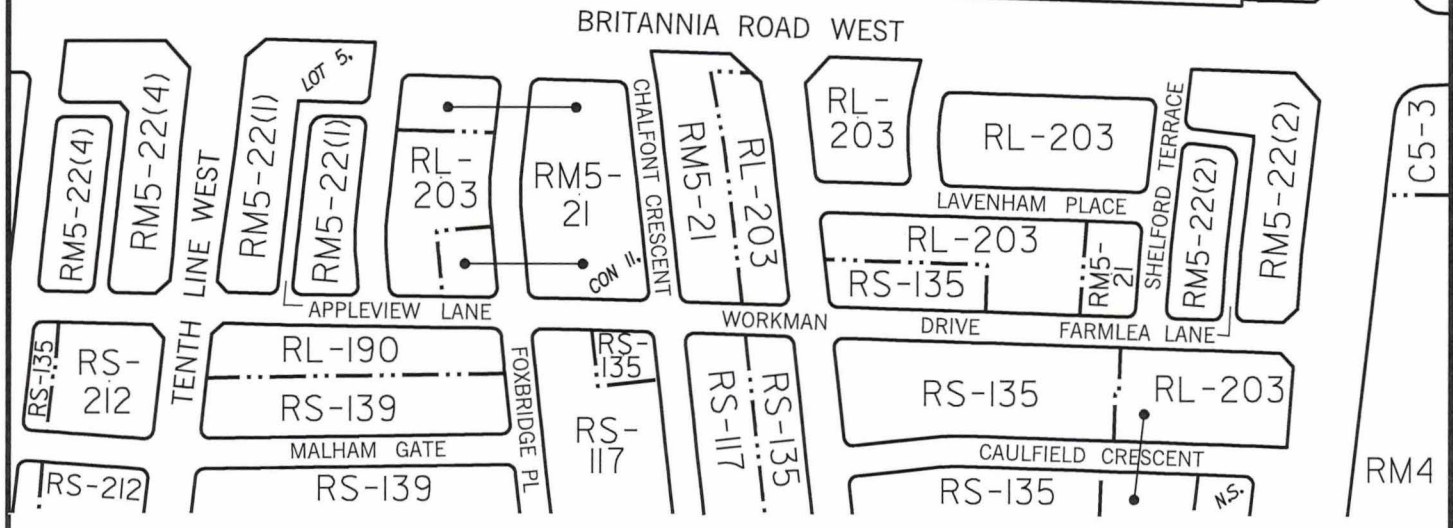 BRITANNIA ROAD WEST
RM5-22(4)
RM5-22(4)
TENTH LINE WEST
RM5-22(1)
LOT 5.
RM5-22(1)
RL-
203
RM5-
21
CON 11.
CHALFONT CRESCENT
RM5-21
RL-203
RL-
203
RL-203
LAVENHAM PLACE
RL-203
RS-135
RM5-
21
SHELFORD TERRACE
RM5-22(2)
RM5-22(2)
C5-3
APPLEVIEW LANE
WORKMAN DRIVE
FARMLEA LANE
RS-135
RS-
212
RL-190
RS-139
FOXBRIDGE PL
RS-
135
RS-
117
RS-117
RS-135
RS-135
RL-203
MALHAM GATE
CAULFIELD CRESCENT
RS-212
RS-139
RS-135
N.S.
RM4